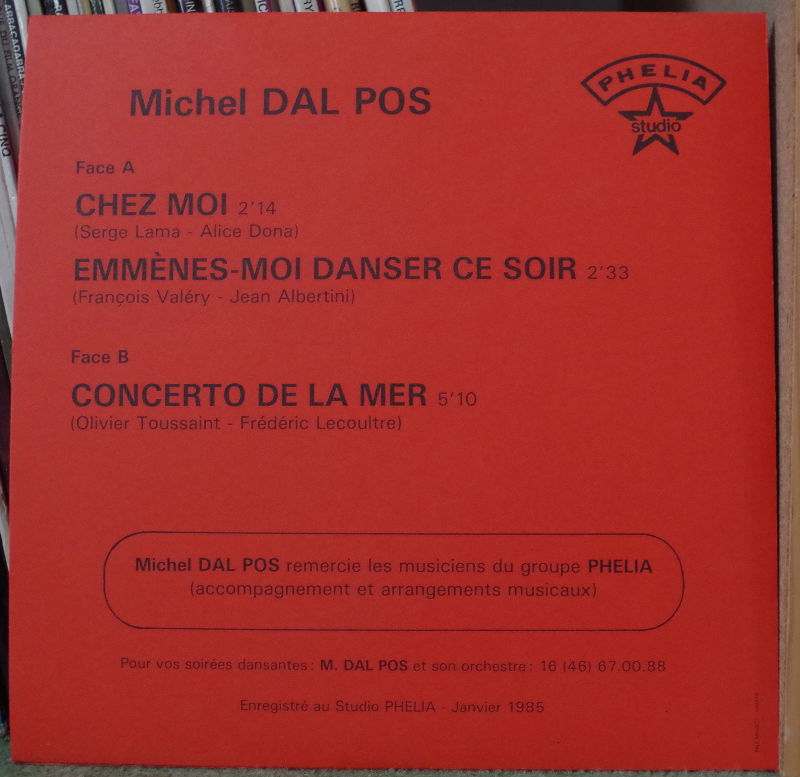 Michel DAL POS
PHELIA
studio
Face A
CHEZ MOI 2'14
(Serge Lama - Alice Dona)
EMMÈNES-MOI DANSER CE SOIR 2'33
(François Valéry - Jean Albertini)
Face B
CONCERTO DE LA MER 5'10
(Olivier Toussaint - Frédéric Lecoultre)
Michel DAL POS remercie les musiciens du groupe PHELIA
(accompagnement et arrangements musicaux)
Pour vos soirées dansantes : M. DAL POS et son orchestre : 16 (46) 67.00.88
Enregistré au Studio PHELIA - Janvier 1985
ABRACADABRA